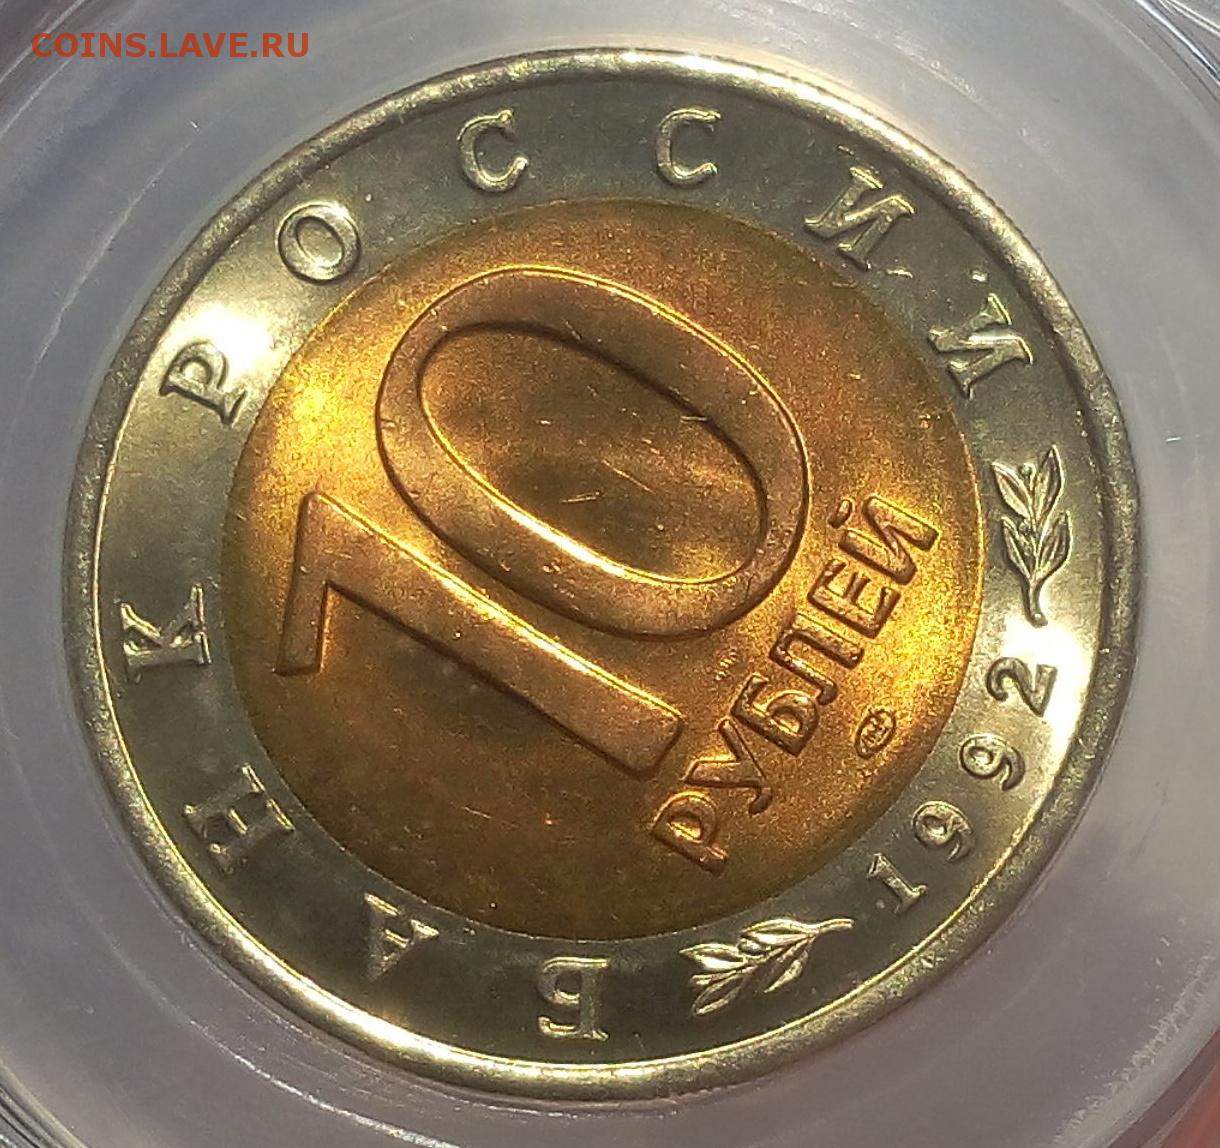 COINS.LAVE.RU
БАНК РОССИИ
10
РУБЛЕЙ
1992